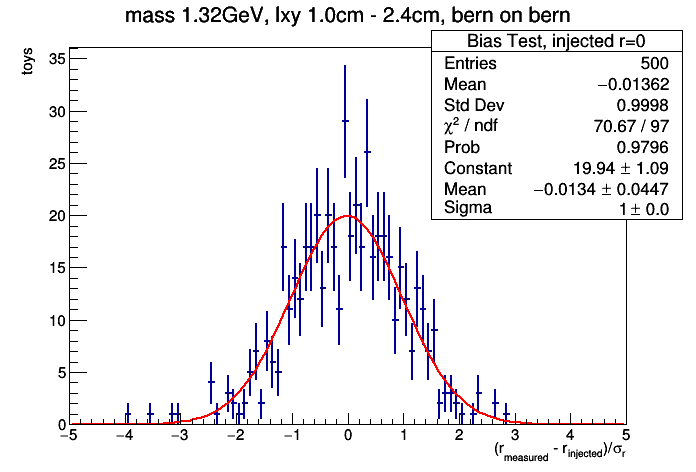 mass 1.32GeV, lxy 1.0cm - 2.4cm, bern on bern
Bias Test, injected r=0
Entries 500
Mean −0.01362
Std Dev 0.9998
χ² / ndf 70.67 / 97
Prob 0.9796
Constant 19.94 ± 1.09
Mean −0.0134 ± 0.0447
Sigma 1 ± 0.0
toys
35
30
25
20
15
10
5
0
−5 −4 −3 −2 −1 0 1 2 3 4 5
(r_measured - r_injected)/σ_r